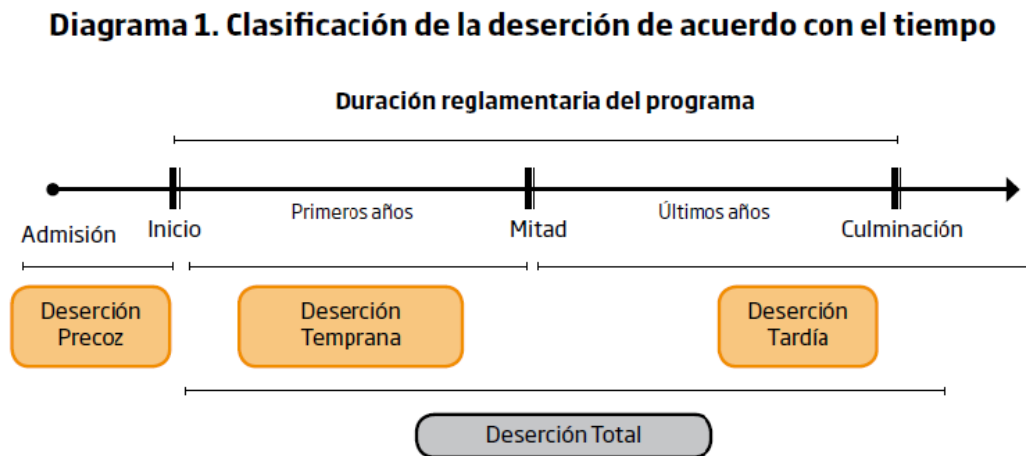 Diagrama 1. Clasificación de la deserción de acuerdo con el tiempo
Duración reglamentaria del programa
Primeros años
Últimos años
Admisión
Inicio
Mitad
Culminación
Deserción
Precoz
Deserción
Temprana
Deserción
Tardía
Deserción Total